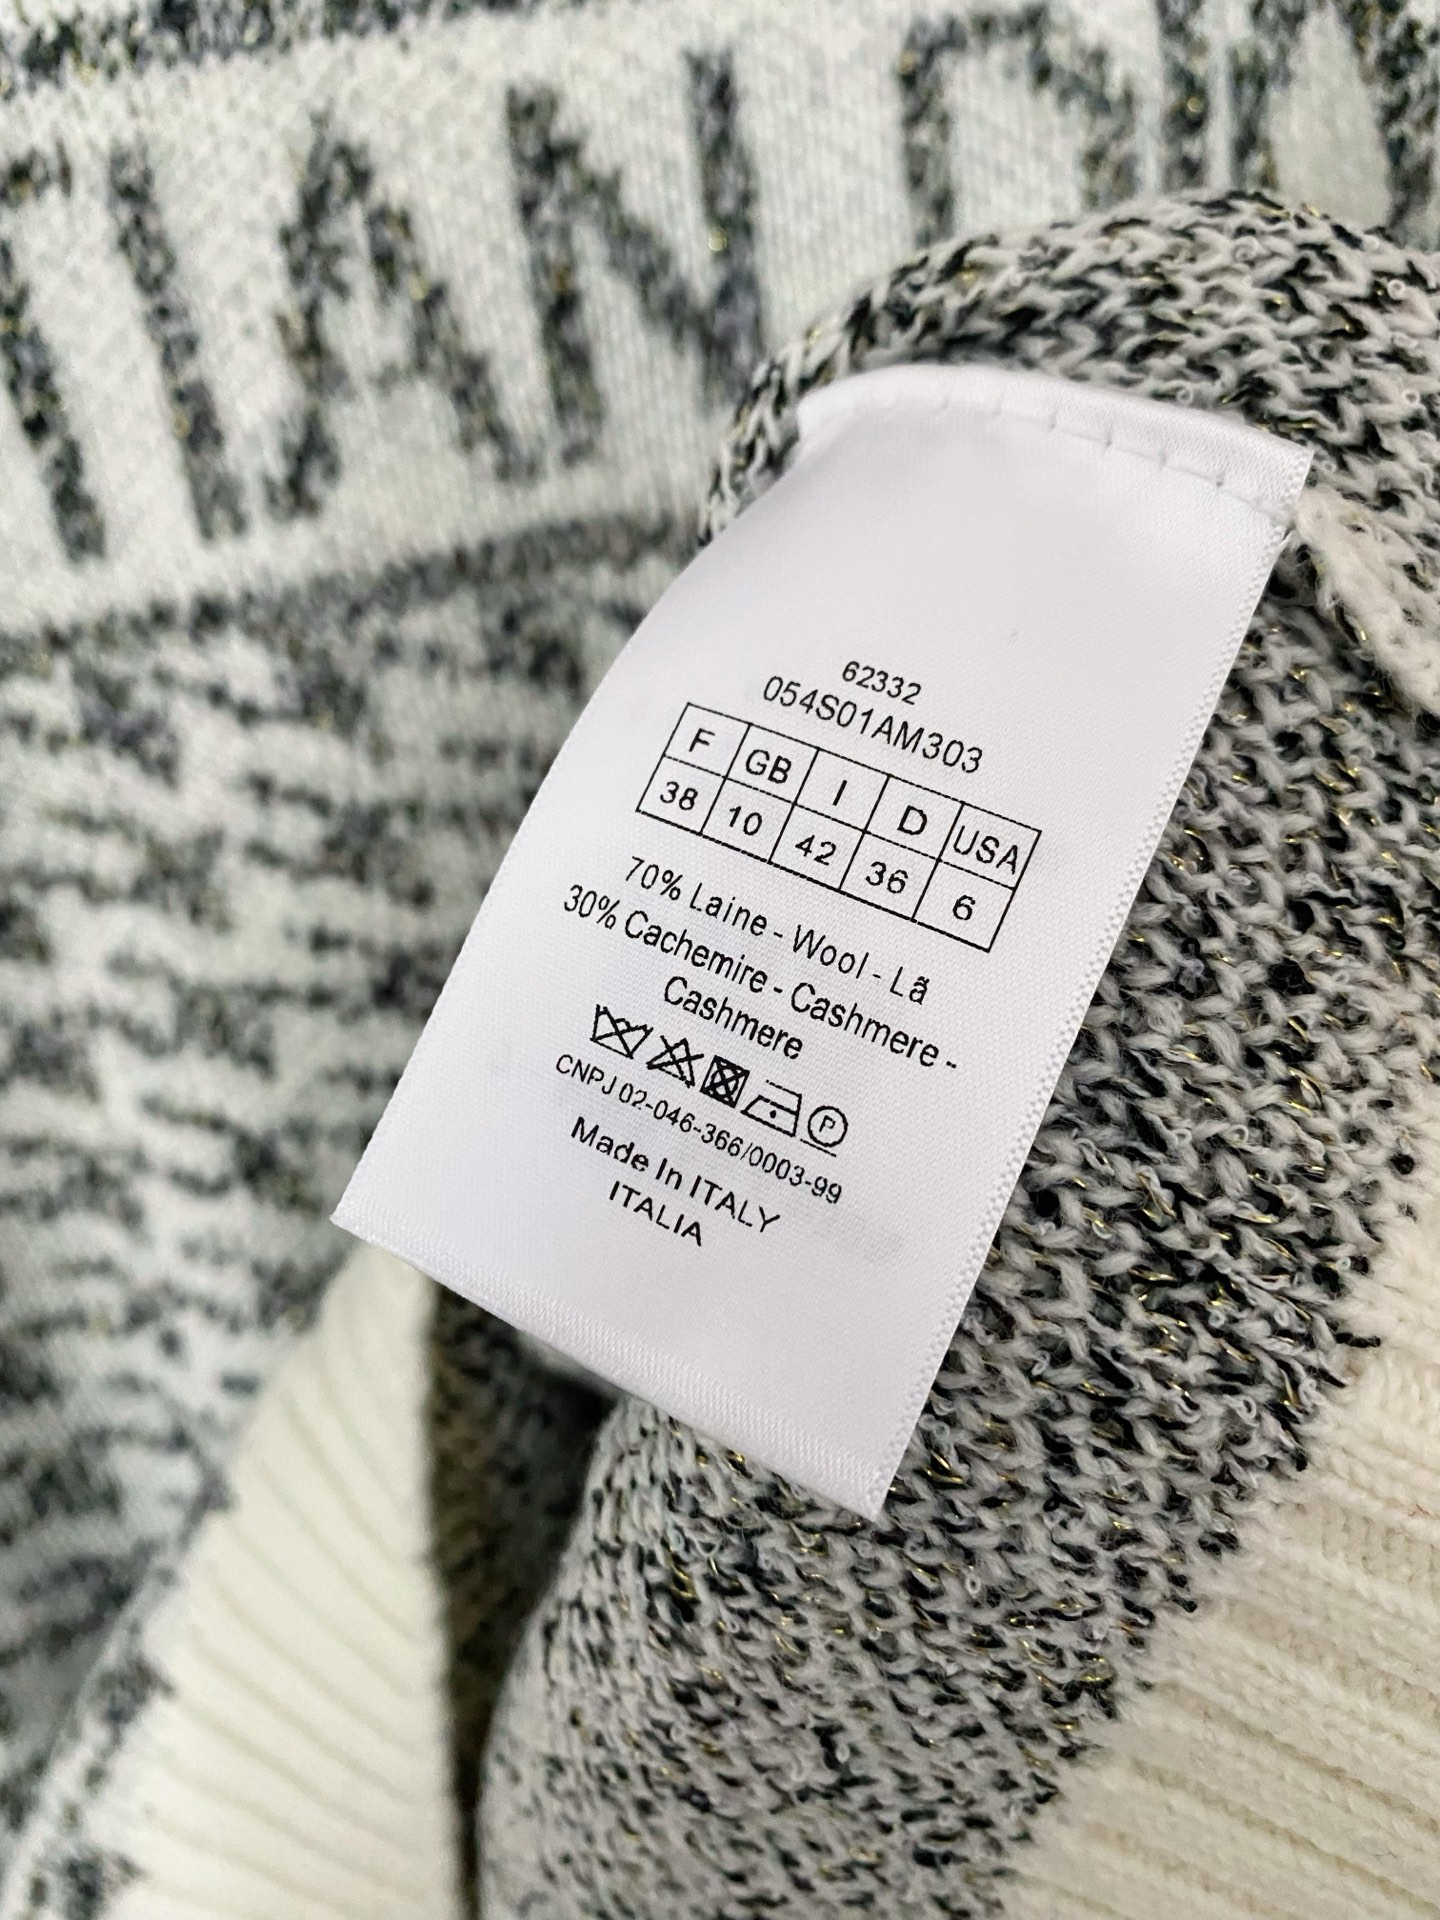 62332
054S01AM303
F GB I D USA
38 10 42 36 6
70% Laine - Wool - Lã
30% Cachemire - Cashmere -
Cashmere
P
CNPJ 02-046-366/0003-99
Made In ITALY
ITALIA